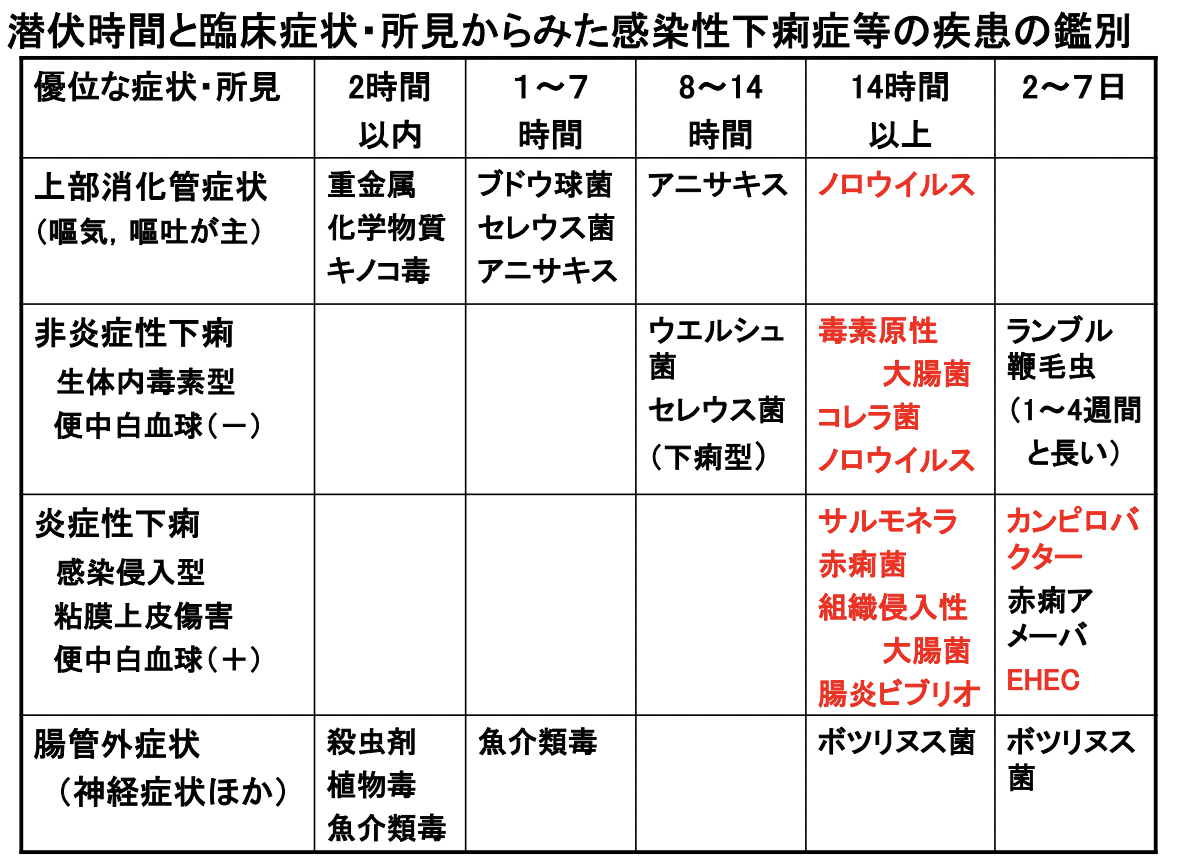 潜伏時間と臨床症状・所見からみた感染性下痢症等の疾患の鑑別
優位な症状・所見
2時間
以内
1～7
時間
8～14
時間
14時間
以上
2～7日
上部消化管症状
（嘔気，嘔吐が主）
重金属
化学物質
キノコ毒
ブドウ球菌
セレウス菌
アニサキス
アニサキス
ノロウイルス
非炎症性下痢
生体内毒素型
便中白血球（－）
ウエルシュ
菌
セレウス菌
（下痢型）
毒素原性
大腸菌
コレラ菌
ノロウイルス
ランブル
鞭毛虫
（1～4週間
と長い）
炎症性下痢
感染侵入型
粘膜上皮傷害
便中白血球（＋）
サルモネラ
赤痢菌
組織侵入性
大腸菌
腸炎ビブリオ
カンピロバ
クター
赤痢ア
メーバ
EHEC
腸管外症状
（神経症状ほか）
殺虫剤
植物毒
魚介類毒
魚介類毒
ボツリヌス菌
ボツリヌス
菌